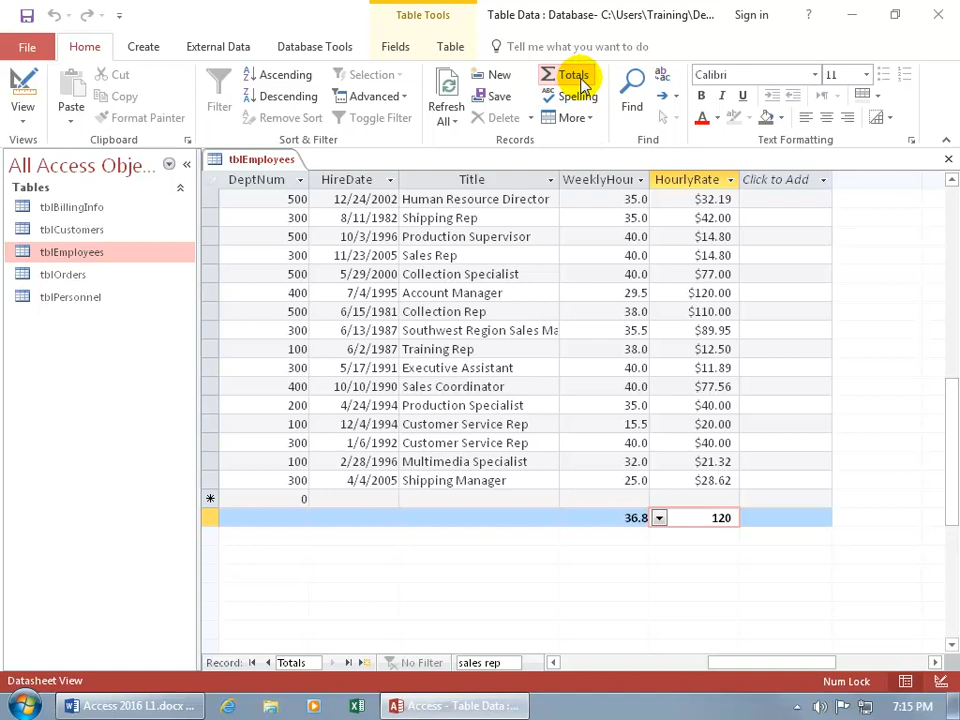 Table Tools
Table Data : Database- C:\Users\Training\De...
Sign in
?
File
Home
Create
External Data
Database Tools
Fields
Table
Tell me what you want to do
View
Paste
Cut
Copy
Format Painter
Filter
Ascending
Descending
Remove Sort
Selection
Advanced
Toggle Filter
Refresh
All
New
Save
Delete
Σ Totals
ABC Spelling
More
Find
ab
ac
Calibri
11
B I U
A
Views
Clipboard
Sort & Filter
Records
Find
Text Formatting
All Access Obje...
Tables
tblBillingInfo
tblCustomers
tblEmployees
tblOrders
tblPersonnel
tblEmployees
DeptNum HireDate Title WeeklyHour HourlyRate Click to Add
500 12/24/2002 Human Resource Director 35.0 $32.19
300 8/11/1982 Shipping Rep 35.0 $42.00
500 10/3/1996 Production Supervisor 40.0 $14.80
300 11/23/2005 Sales Rep 40.0 $14.80
500 5/29/2000 Collection Specialist 40.0 $77.00
400 7/4/1995 Account Manager 29.5 $120.00
500 6/15/1981 Collection Rep 38.0 $110.00
300 6/13/1987 Southwest Region Sales Ma 35.5 $89.95
100 6/2/1987 Training Rep 38.0 $12.50
300 5/17/1991 Executive Assistant 40.0 $11.89
400 10/10/1990 Sales Coordinator 40.0 $77.56
200 4/24/1994 Production Specialist 35.0 $40.00
100 12/4/1994 Customer Service Rep 15.5 $20.00
300 1/6/1992 Customer Service Rep 40.0 $40.00
100 2/28/1996 Multimedia Specialist 32.0 $21.32
300 4/4/2005 Shipping Manager 25.0 $28.62
* 0
36.8 120
Record: Totals No Filter sales rep
Datasheet View
Num Lock
Access 2016 L1.docx ...
Access - Table Data :...
7:15 PM